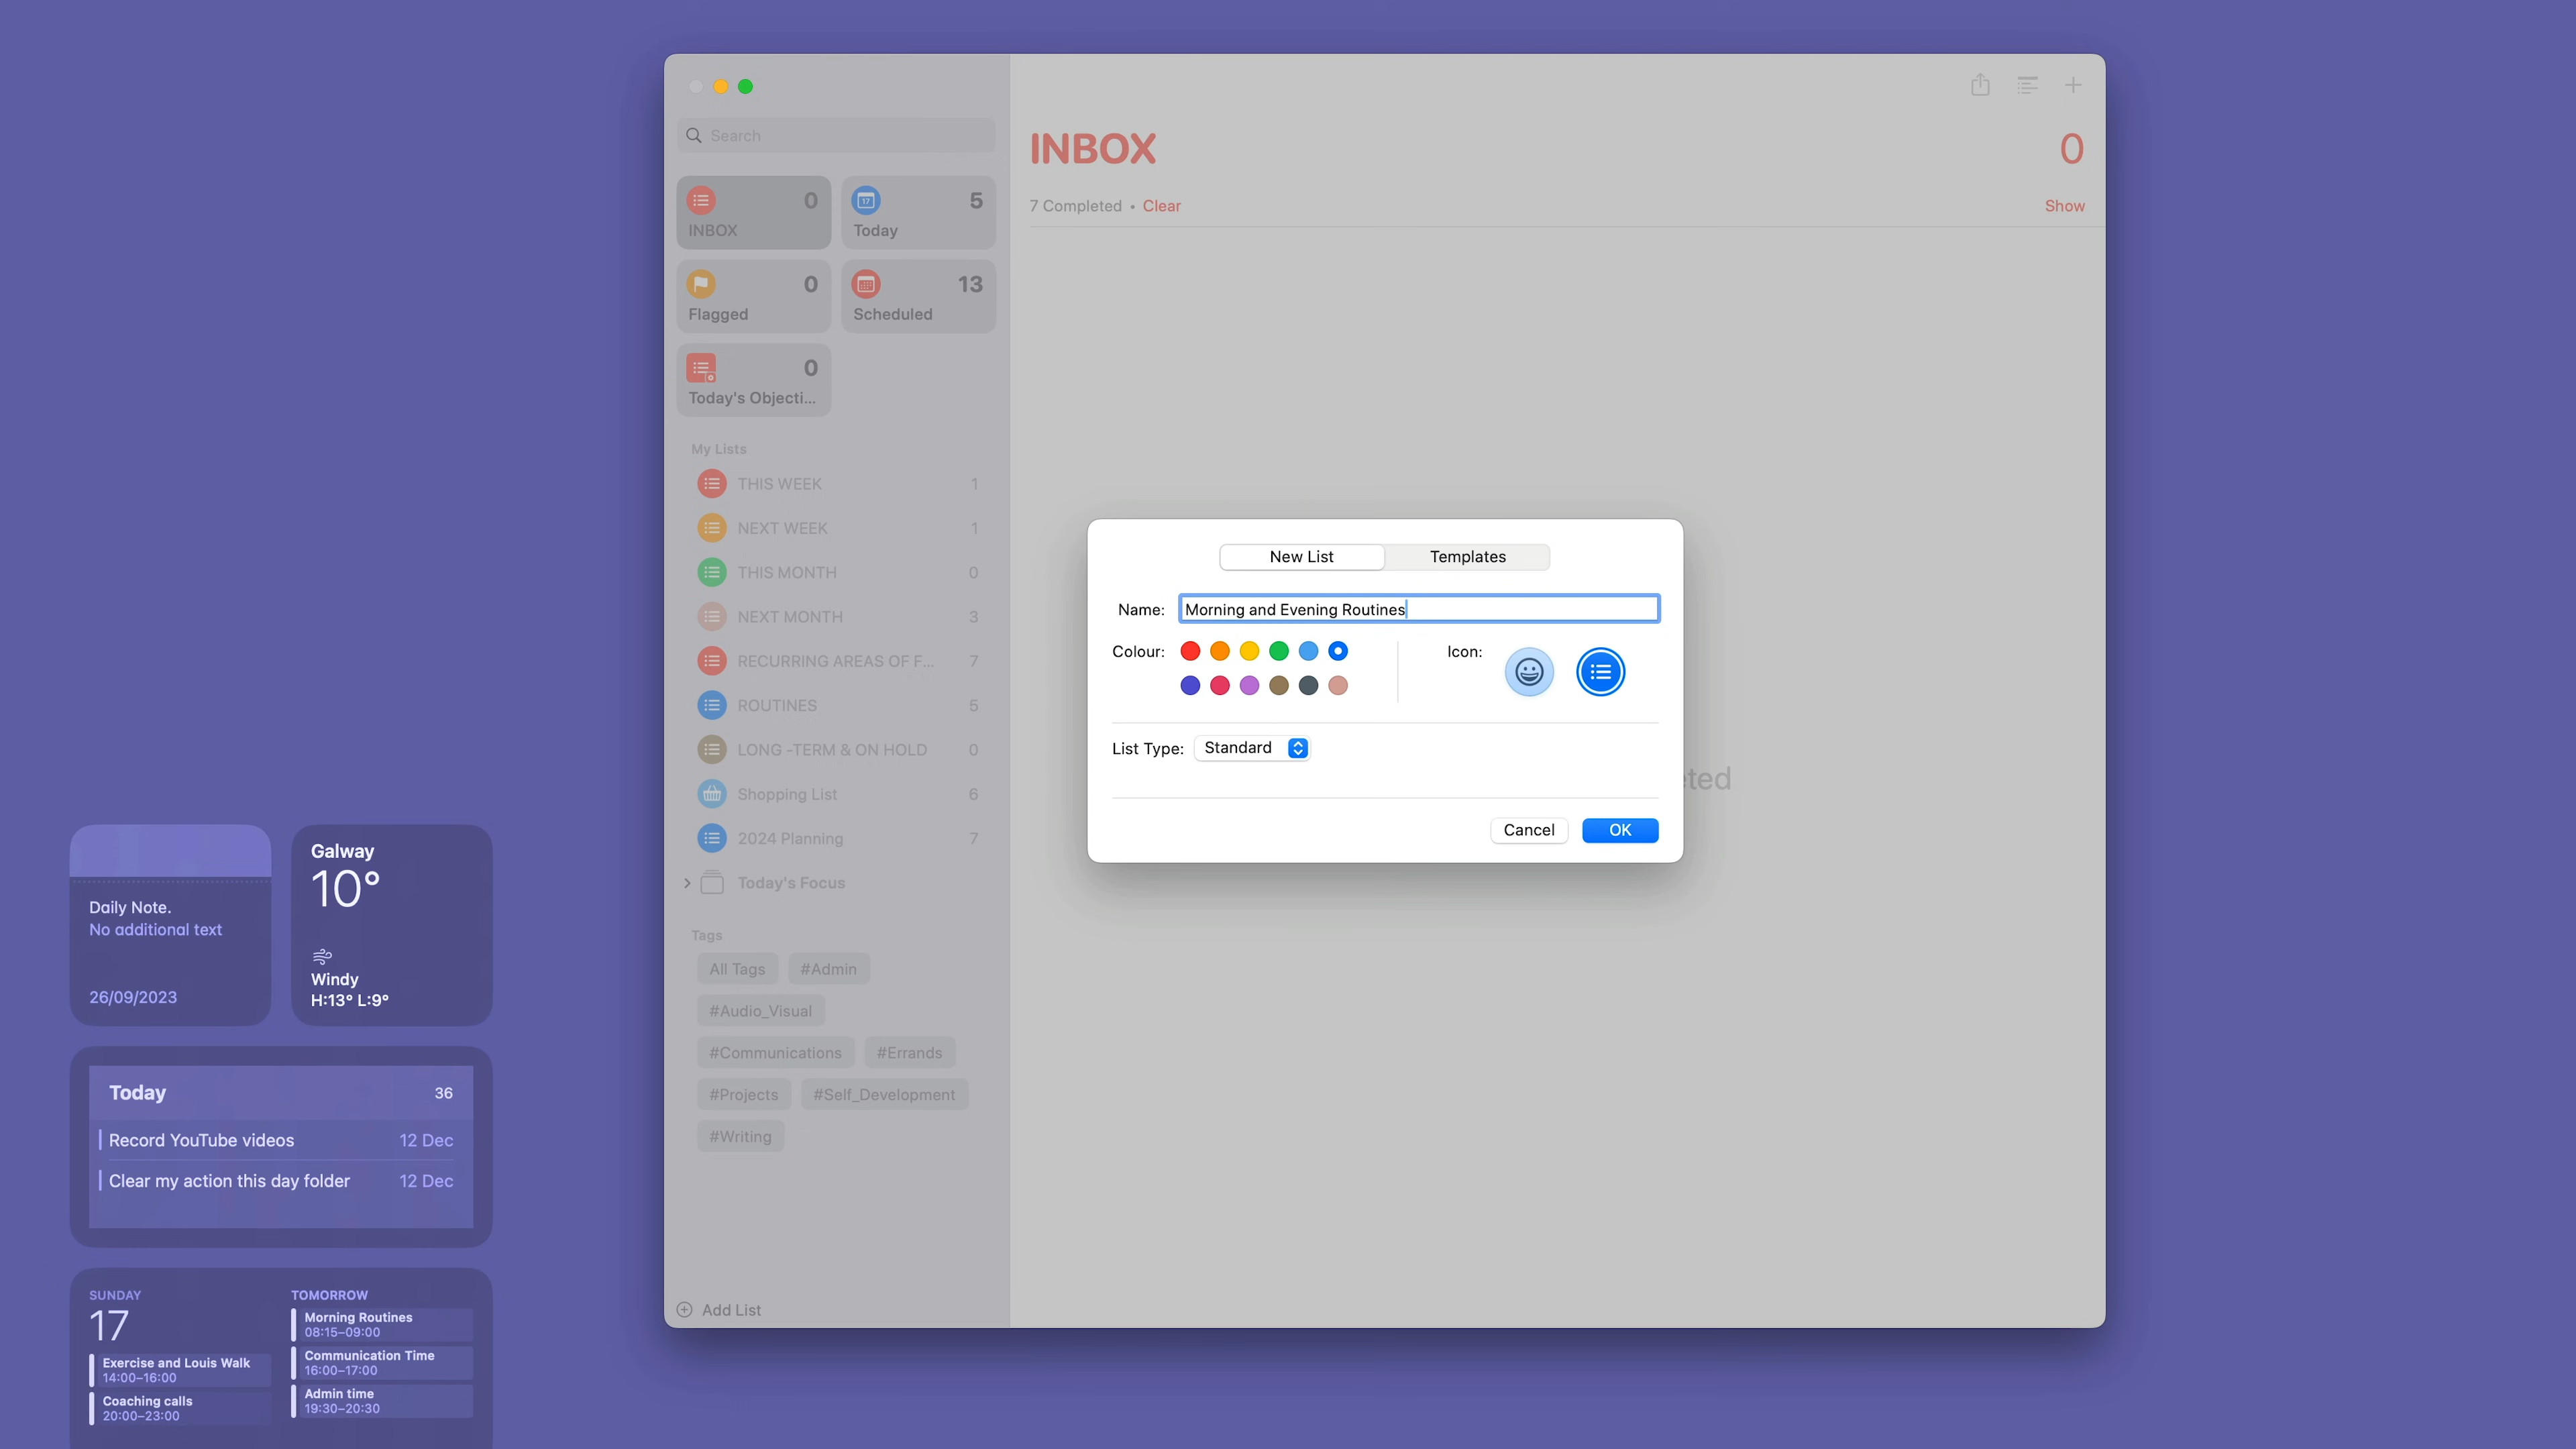 Search
INBOX 0
17
Today 5
Flagged 0
Scheduled 13
Today's Objecti... 0
My Lists
THIS WEEK 1
NEXT WEEK 1
THIS MONTH 0
NEXT MONTH 3
RECURRING AREAS OF F... 7
ROUTINES 5
LONG -TERM & ON HOLD 0
Shopping List 6
2024 Planning 7
Today's Focus
Tags
All Tags #Admin
#Audio_Visual
#Communications #Errands
#Projects #Self_Development
#Writing
Add List
INBOX 0
7 Completed • Clear Show
New List Templates
Name: Morning and Evening Routines
Colour: Icon:
List Type: Standard
Cancel OK
Daily Note.
No additional text
26/09/2023
Galway
10°
Windy
H:13° L:9°
Today 36
Record YouTube videos 12 Dec
Clear my action this day folder 12 Dec
SUNDAY
17
Exercise and Louis Walk
14:00–16:00
Coaching calls
20:00–23:00
TOMORROW
Morning Routines
08:15–09:00
Communication Time
16:00–17:00
Admin time
19:30–20:30